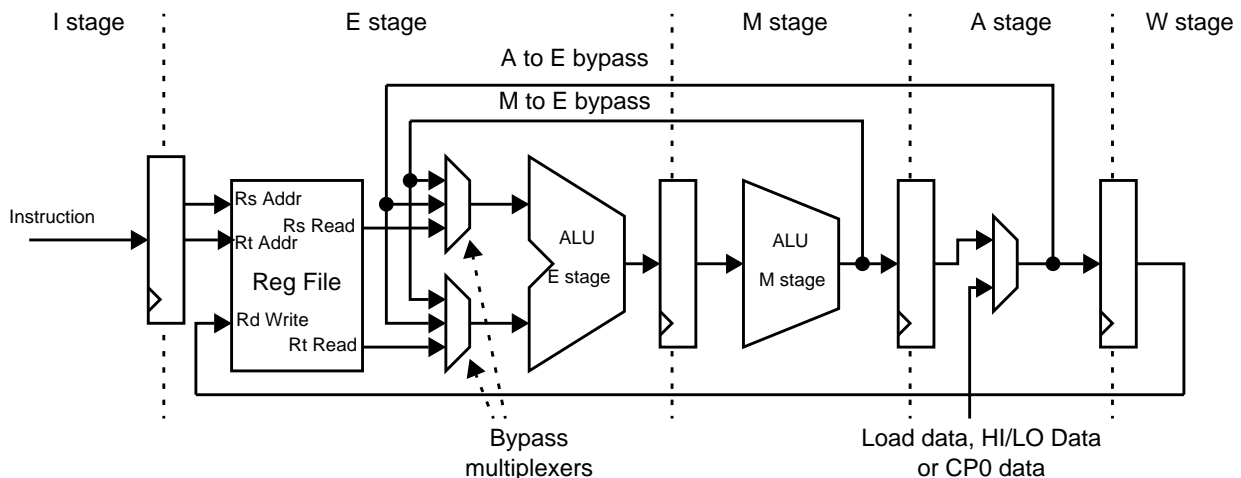 I stage
E stage
M stage
A stage
W stage
A to E bypass
M to E bypass
Instruction
Rs Addr
Rs Read
Rt Addr
Reg File
Rd Write
Rt Read
ALU
E stage
ALU
M stage
Bypass
multiplexers
Load data, HI/LO Data
or CP0 data